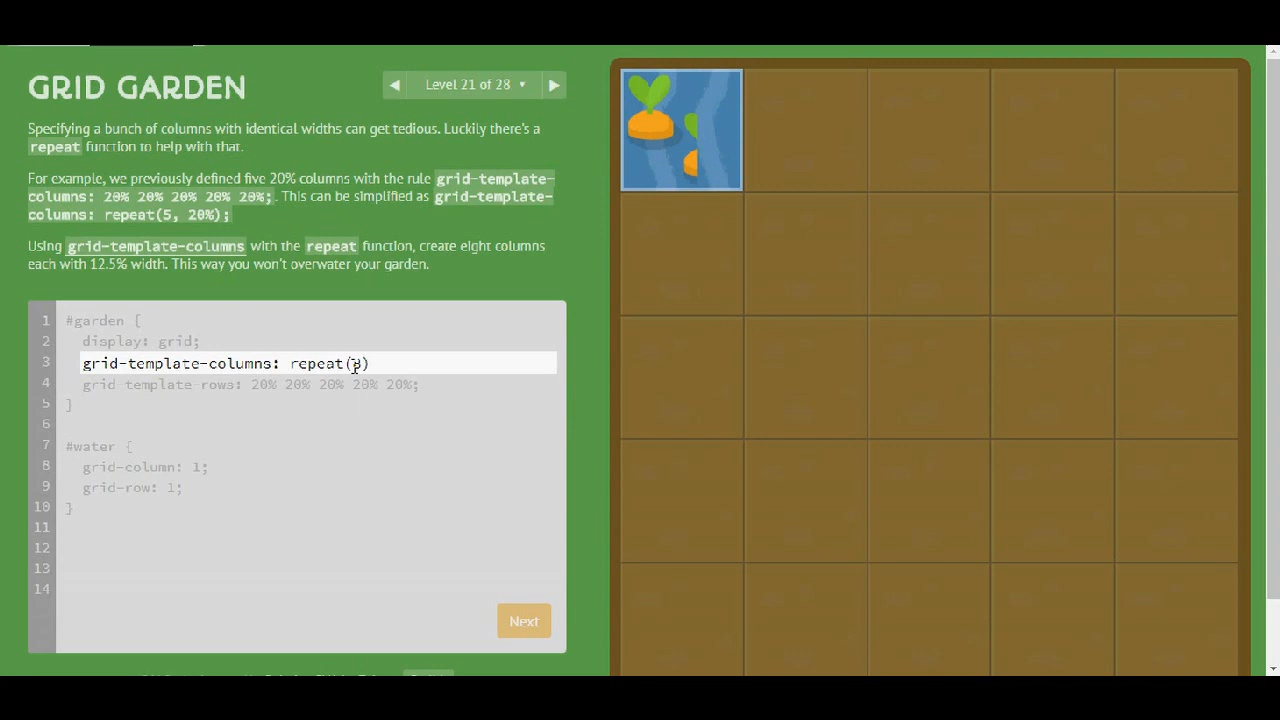 GRID GARDEN
◀ Level 21 of 28 ▾ ▶
Specifying a bunch of columns with identical widths can get tedious. Luckily there's a
repeat function to help with that.
For example, we previously defined five 20% columns with the rule grid-template-
columns: 20% 20% 20% 20% 20%;. This can be simplified as grid-template-
columns: repeat(5, 20%);
Using grid-template-columns with the repeat function, create eight columns
each with 12.5% width. This way you won't overwater your garden.
1 #garden {
2 display: grid;
3 grid-template-columns: repeat(8)
4 grid-template-rows: 20% 20% 20% 20% 20%;
5 }
6
7 #water {
8 grid-column: 1;
9 grid-row: 1;
10 }
11
12
13
14
Next